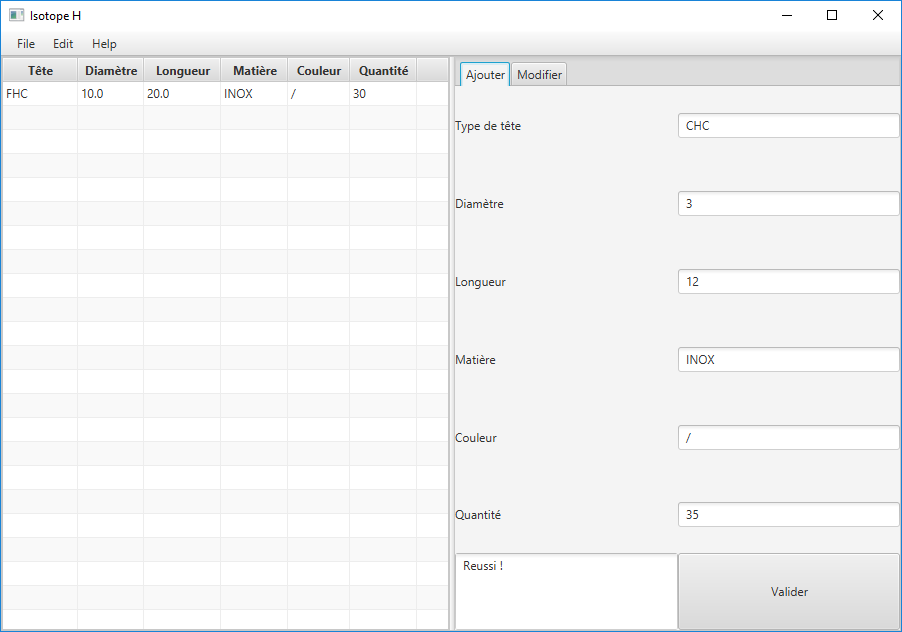 Isotope H
File Edit Help
Tête Diamètre Longueur Matière Couleur Quantité
FHC 10.0 20.0 INOX / 30
Ajouter Modifier
Type de tête CHC
Diamètre 3
Longueur 12
Matière INOX
Couleur /
Quantité 35
Reussi !
Valider